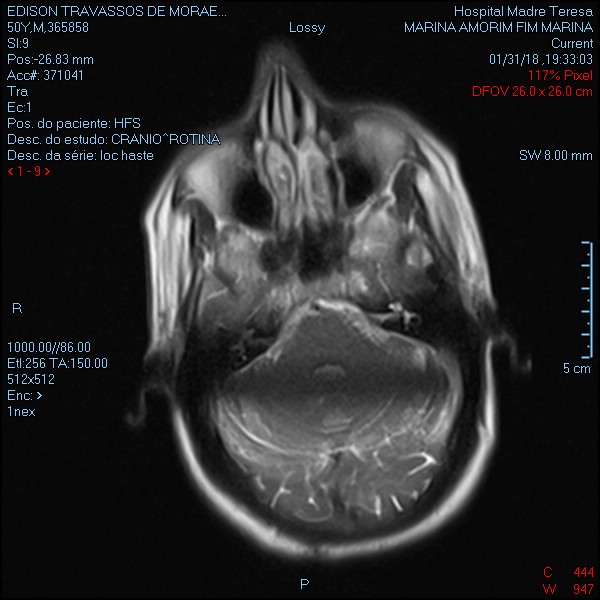 EDISON TRAVASSOS DE MORAE...
50Y,M,365858
Sl:9
Pos:-26.83 mm
Acc#: 371041
Tra
Ec:1
Pos. do paciente: HFS
Desc. do estudo: CRANIO^ROTINA
Desc. da série: loc haste
< 1 - 9 >
Lossy
Hospital Madre Teresa
MARINA AMORIM FIM MARINA
Current
01/31/18 ,19:33:03
117% Pixel
DFOV 26.0 x 26.0 cm
SW 8.00 mm
R
5 cm
1000.00//86.00
Etl:256 TA:150.00
512x512
Enc: >
1nex
P
C 444
W 947